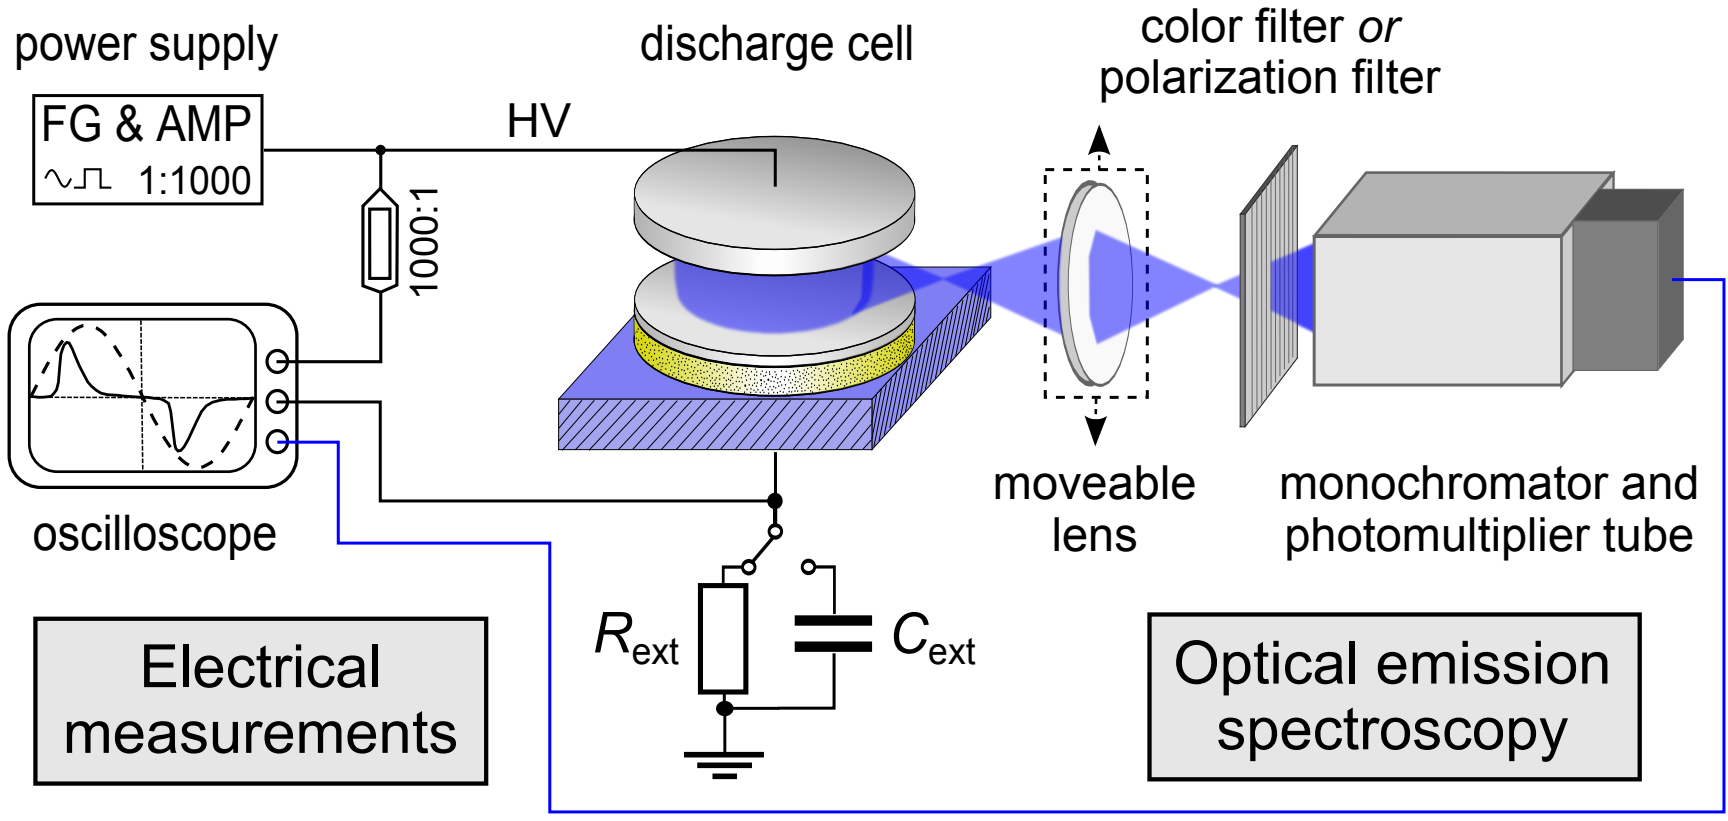 power supply
FG & AMP
1:1000
HV
1000:1
discharge cell
color filter or
polarization filter
oscilloscope
moveable
lens
monochromator and
photomultiplier tube
Rext
Cext
Electrical
measurements
Optical emission
spectroscopy